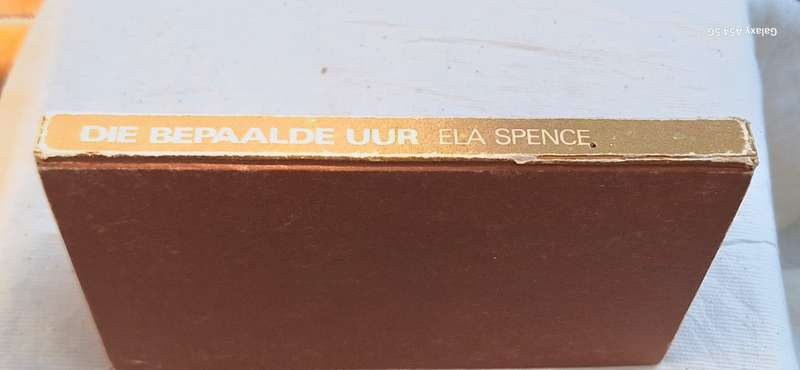 DIE BEPAALDE UUR ELA SPENCE
Galaxy A54 5G